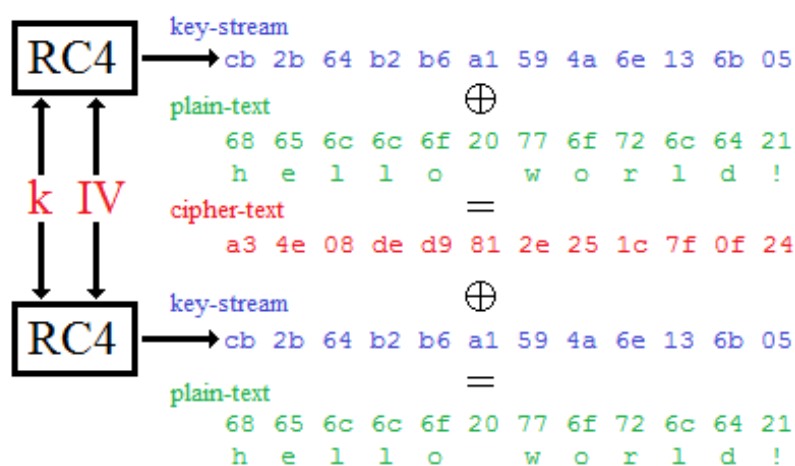 key-stream
RC4 cb 2b 64 b2 b6 a1 59 4a 6e 13 6b 05
plain-text
68 65 6c 6c 6f 20 77 6f 72 6c 64 21
h e l l o w o r l d !
k IV
cipher-text =
a3 4e 08 de d9 81 2e 25 1c 7f 0f 24
key-stream
RC4 cb 2b 64 b2 b6 a1 59 4a 6e 13 6b 05
plain-text =
68 65 6c 6c 6f 20 77 6f 72 6c 64 21
h e l l o w o r l d !